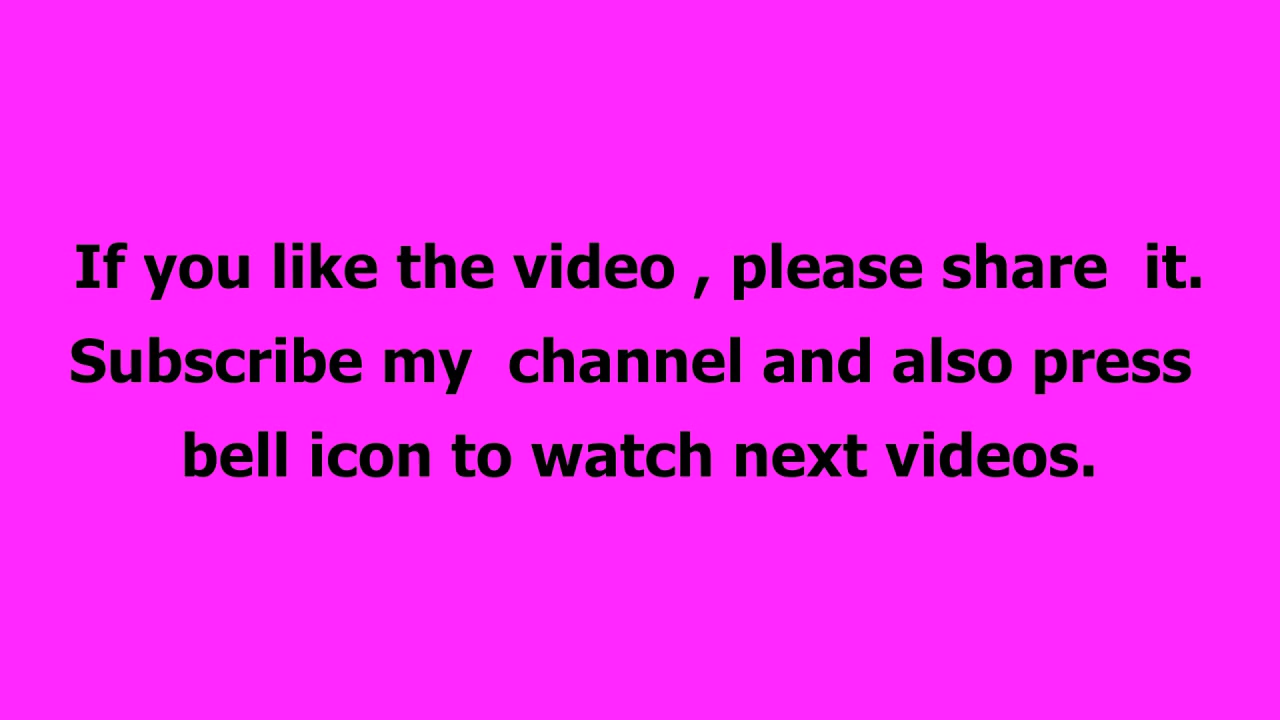 If you like the video , please share  it.
Subscribe my  channel and also press
bell icon to watch next videos.